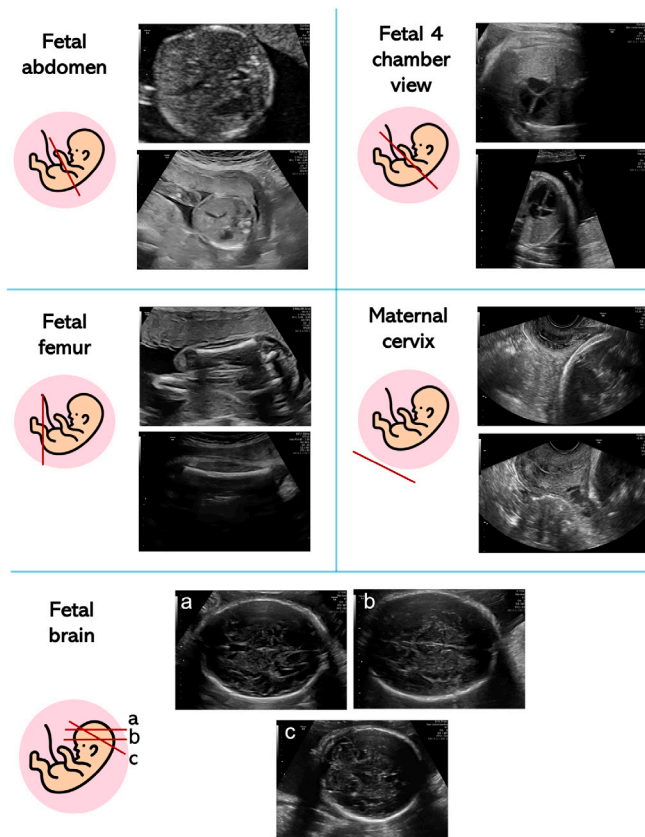 Fetal
abdomen
Fetal 4
chamber
view
Fetal
femur
Maternal
cervix
Fetal
brain
a
b
c
a
b
c